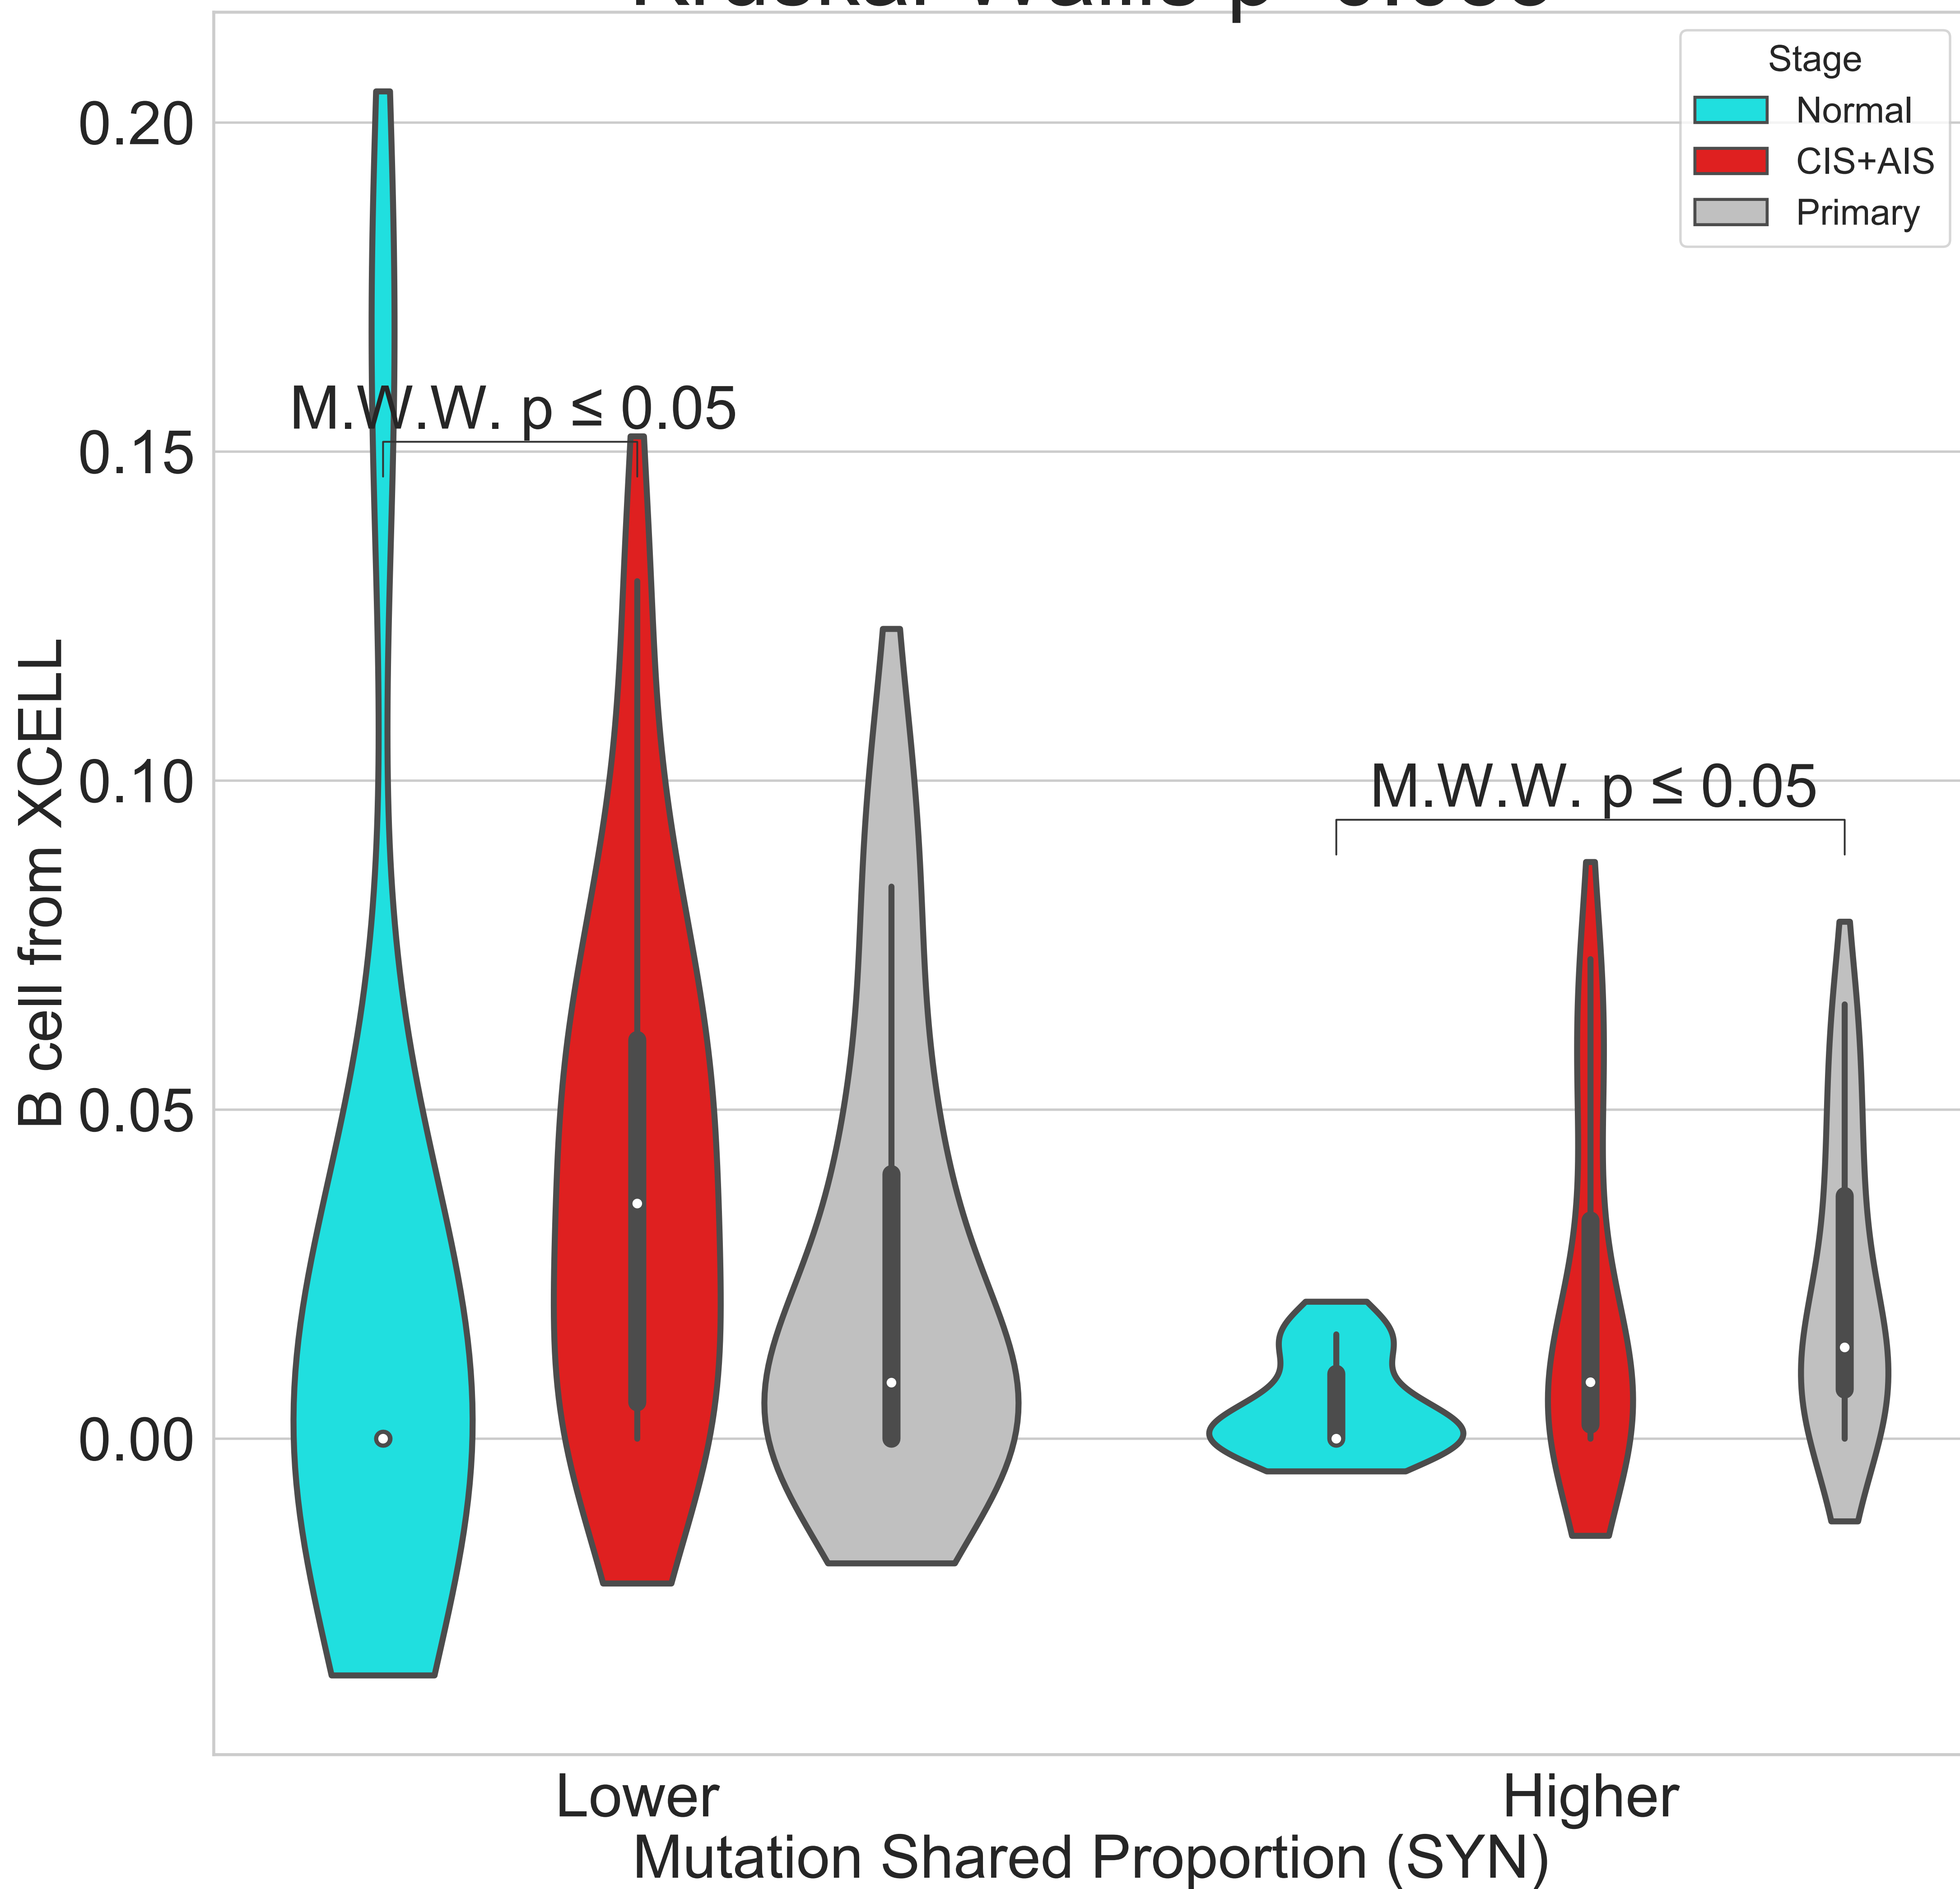 Stage
Normal
CIS+AIS
Primary
0.20
0.15
0.10
0.05
0.00
B cell from XCELL
M.W.W. p ≤ 0.05
M.W.W. p ≤ 0.05
Lower
Higher
Mutation Shared Proportion (SYN)